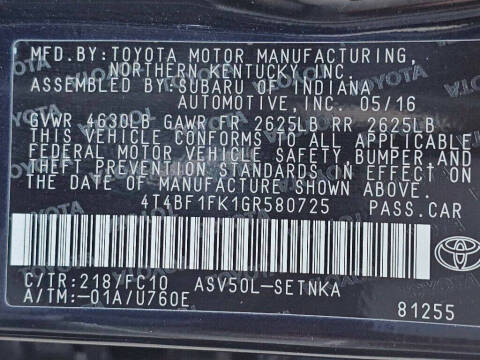 MFD.BY: TOYOTA MOTOR MANUFACTURING,
NORTHERN KENTUCKY,INC.
ASSEMBLED BY:SUBARU OF INDIANA
AUTOMOTIVE, INC. 05/16
GVWR 4630LB GAWR FR 2625LB RR 2625LB
THIS VEHICLE CONFORMS TO ALL APPLICABLE
FEDERAL MOTOR VEHICLE SAFETY, BUMPER,AND
THEFT PREVENTION STANDARDS IN EFFECT ON
THE DATE OF MANUFACTURE SHOWN ABOVE.
4T4BF1FK1GR580725 PASS.CAR
C/TR:218/FC10 ASV50L-SETNKA
A/TM:-01A/U760E
TOYOTA
81255